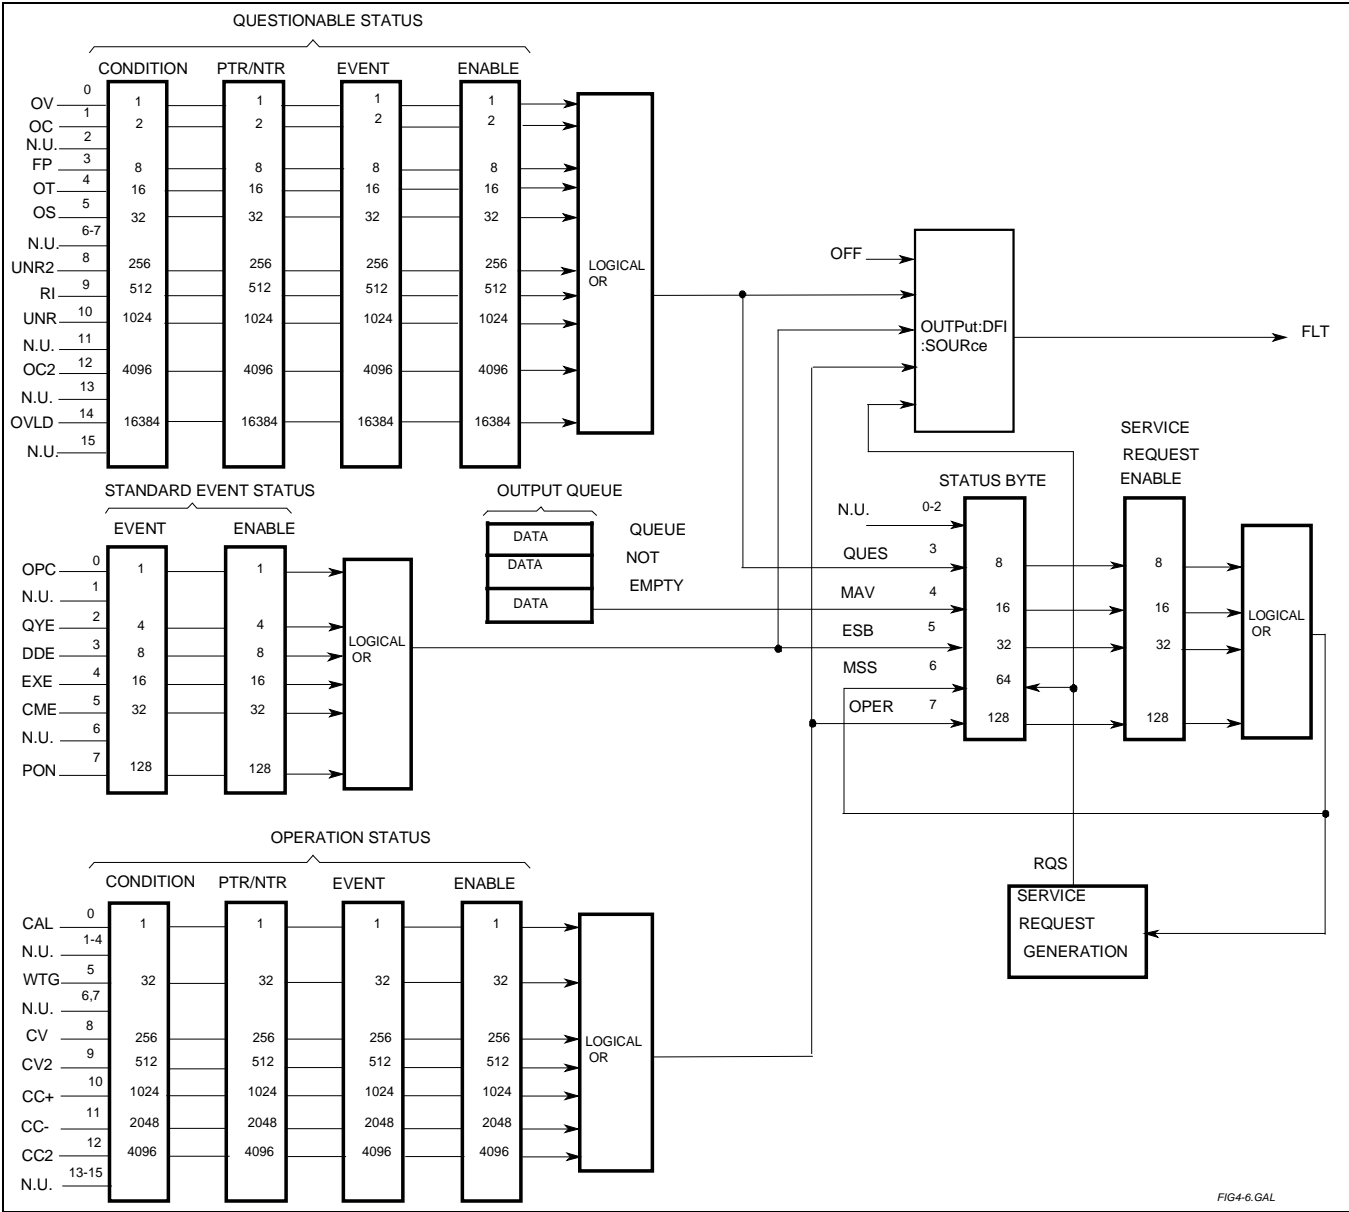 QUESTIONABLE STATUS
CONDITION PTR/NTR EVENT ENABLE
OV 0 1 1 1 1
OC 1 2 2 2 2
N.U. 2
FP 3 8 8 8 8
OT 4 16 16 16 16
OS 5 32 32 32 32
N.U. 6-7
UNR2 8 256 256 256 256
RI 9 512 512 512 512
UNR 10 1024 1024 1024 1024
N.U. 11
OC2 12 4096 4096 4096 4096
N.U. 13
OVLD 14 16384 16384 16384 16384
N.U. 15
LOGICAL
OR
OFF
OUTPut:DFI
:SOURce
FLT
STANDARD EVENT STATUS
EVENT ENABLE
OPC 0 1 1
N.U. 1
QYE 2 4 4
DDE 3 8 8
EXE 4 16 16
CME 5 32 32
N.U. 6
PON 7 128 128
LOGICAL
OR
OUTPUT QUEUE
DATA
DATA
DATA
QUEUE
NOT
EMPTY
STATUS BYTE
SERVICE
REQUEST
ENABLE
N.U. 0-2
QUES 3 8 8
MAV 4 16 16
ESB 5 32 32
MSS 6 64
OPER 7 128 128
LOGICAL
OR
RQS
SERVICE
REQUEST
GENERATION
OPERATION STATUS
CONDITION PTR/NTR EVENT ENABLE
CAL 0 1 1 1 1
N.U. 1-4
WTG 5 32 32 32 32
N.U. 6,7
CV 8 256 256 256 256
CV2 9 512 512 512 512
CC+ 10 1024 1024 1024 1024
CC- 11 2048 2048 2048 2048
CC2 12 4096 4096 4096 4096
N.U. 13-15
LOGICAL
OR
FIG4-6.GAL